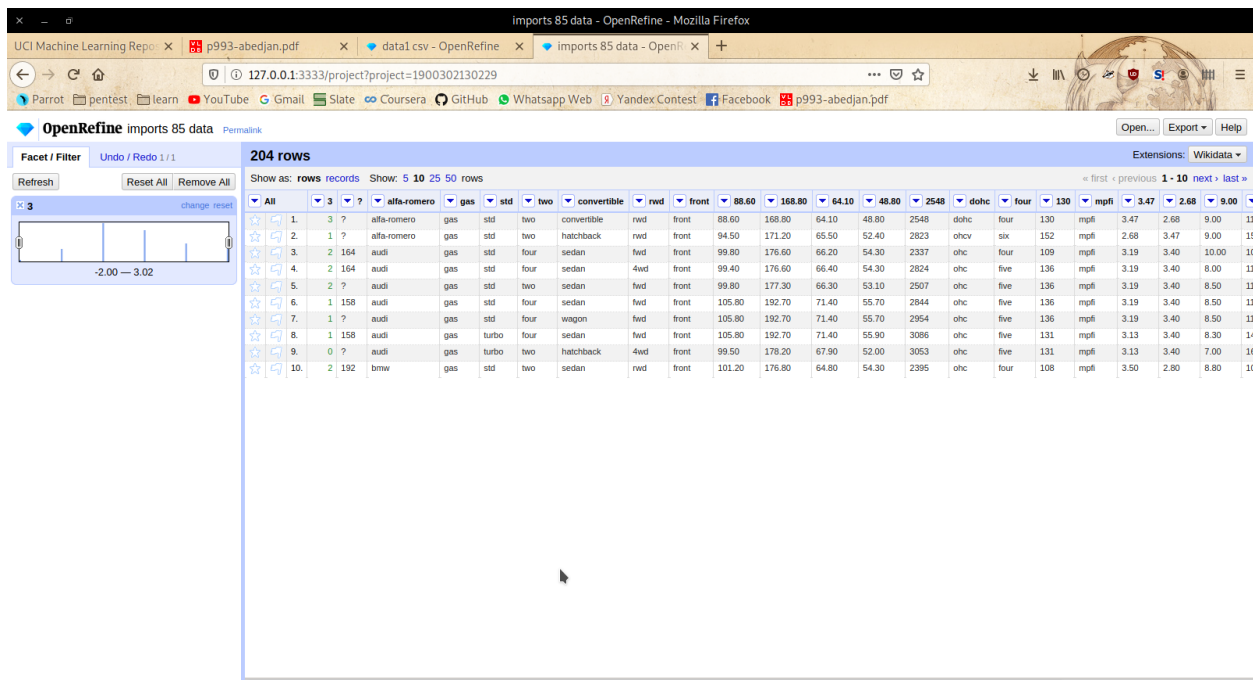 imports 85 data - OpenRefine - Mozilla Firefox
UCI Machine Learning Repos p993-abedjan.pdf data1 csv - OpenRefine imports 85 data - OpenR
127.0.0.1:3333/project?project=1900302130229
Parrot pentest learn YouTube Gmail Slate Coursera GitHub Whatsapp Web Yandex Contest Facebook p993-abedjan.pdf
OpenRefine imports 85 data Permalink Open... Export Help
Facet / Filter Undo / Redo 1 / 1 204 rows Extensions: Wikidata
Refresh Reset All Remove All Show as: rows records Show: 5 10 25 50 rows « first ‹ previous 1 - 10 next › last »
3 change reset
-2.00 — 3.02
All 3 ? alfa-romero gas std two convertible rwd front 88.60 168.80 64.10 48.80 2548 dohc four 130 mpfi 3.47 2.68 9.00
1. 3 ? alfa-romero gas std two convertible rwd front 88.60 168.80 64.10 48.80 2548 dohc four 130 mpfi 3.47 2.68 9.00
2. 1 ? alfa-romero gas std two hatchback rwd front 94.50 171.20 65.50 52.40 2823 ohcv six 152 mpfi 2.68 3.47 9.00
3. 2 164 audi gas std four sedan fwd front 99.80 176.60 66.20 54.30 2337 ohc four 109 mpfi 3.19 3.40 10.00
4. 2 164 audi gas std four sedan 4wd front 99.40 176.60 66.40 54.30 2824 ohc five 136 mpfi 3.19 3.40 8.00
5. 2 ? audi gas std two sedan fwd front 99.80 177.30 66.30 53.10 2507 ohc five 136 mpfi 3.19 3.40 8.50
6. 1 158 audi gas std four sedan fwd front 105.80 192.70 71.40 55.70 2844 ohc five 136 mpfi 3.19 3.40 8.50
7. 1 ? audi gas std four wagon fwd front 105.80 192.70 71.40 55.70 2954 ohc five 136 mpfi 3.19 3.40 8.50
8. 1 158 audi gas turbo four sedan fwd front 105.80 192.70 71.40 55.90 3086 ohc five 131 mpfi 3.13 3.40 8.30
9. 0 ? audi gas turbo two hatchback 4wd front 99.50 178.20 67.90 52.00 3053 ohc five 131 mpfi 3.13 3.40 7.00
10. 2 192 bmw gas std two sedan rwd front 101.20 176.80 64.80 54.30 2395 ohc four 108 mpfi 3.50 2.80 8.80